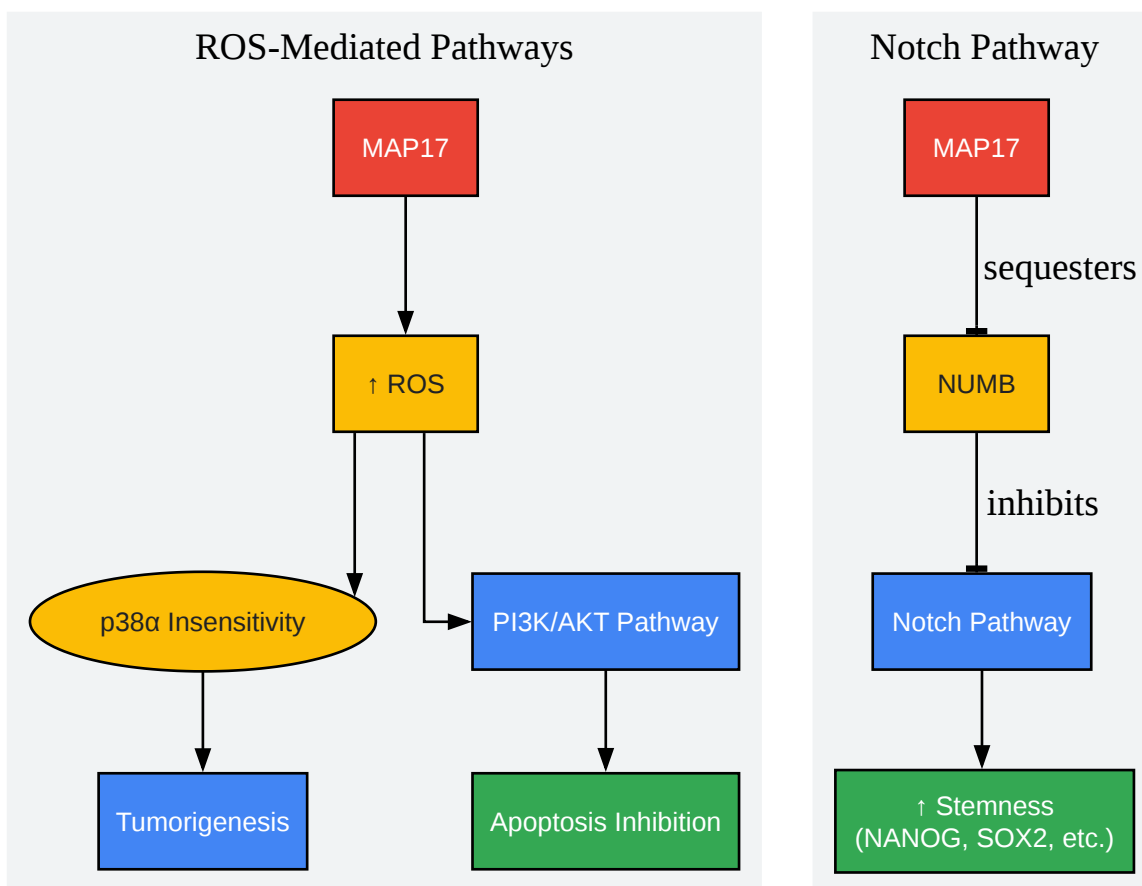 ROS-Mediated Pathways
MAP17
↑ ROS
p38α Insensitivity
PI3K/AKT Pathway
Tumorigenesis
Apoptosis Inhibition
Notch Pathway
MAP17
sequesters
NUMB
inhibits
Notch Pathway
↑ Stemness
(NANOG, SOX2, etc.)